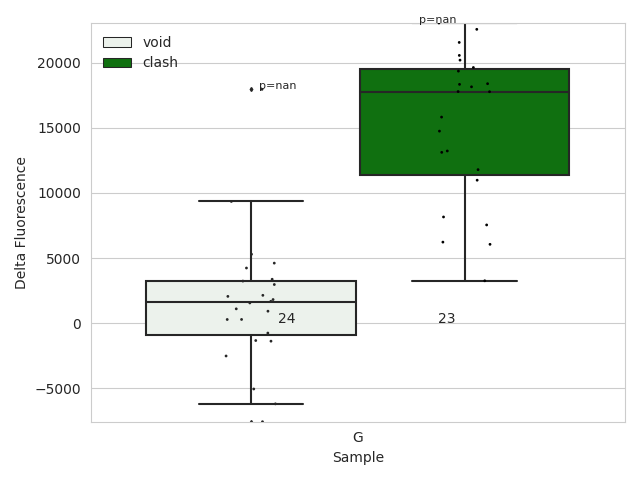 p=nan
void
clash
p=nan
20000
15000
10000
5000
0
−5000
24
23
Delta Fluorescence
G
Sample